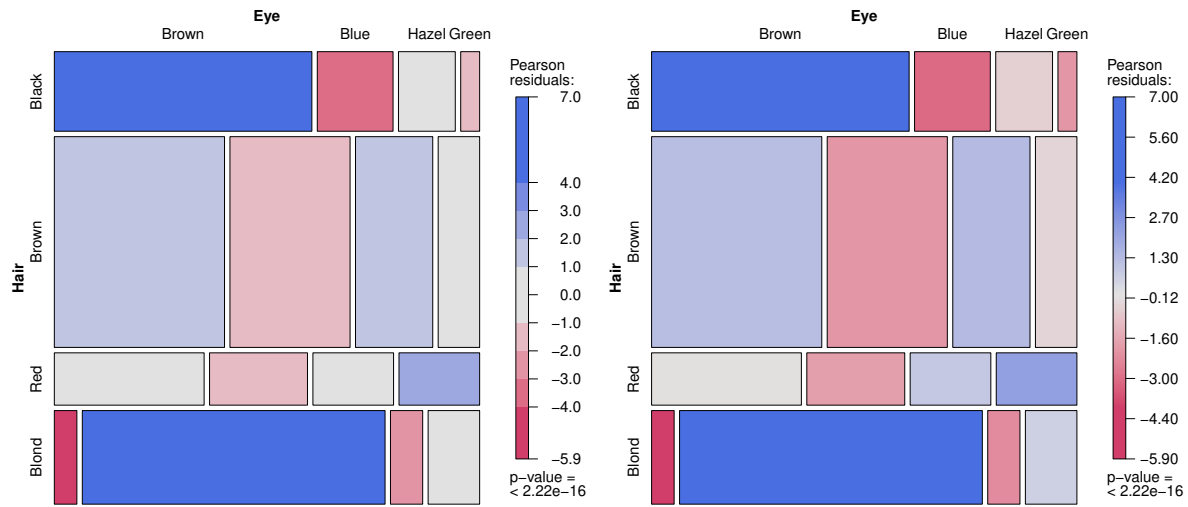 Eye
Brown Blue Hazel Green
Hair
Black
Brown
Red
Blond
Pearson
residuals:
7.0
4.0
3.0
2.0
1.0
0.0
−1.0
−2.0
−3.0
−4.0
−5.9
p−value =
< 2.22e−16
Eye
Brown Blue Hazel Green
Hair
Black
Brown
Red
Blond
Pearson
residuals:
7.00
5.60
4.20
2.70
1.30
−0.12
−1.60
−3.00
−4.40
−5.90
p−value =
< 2.22e−16